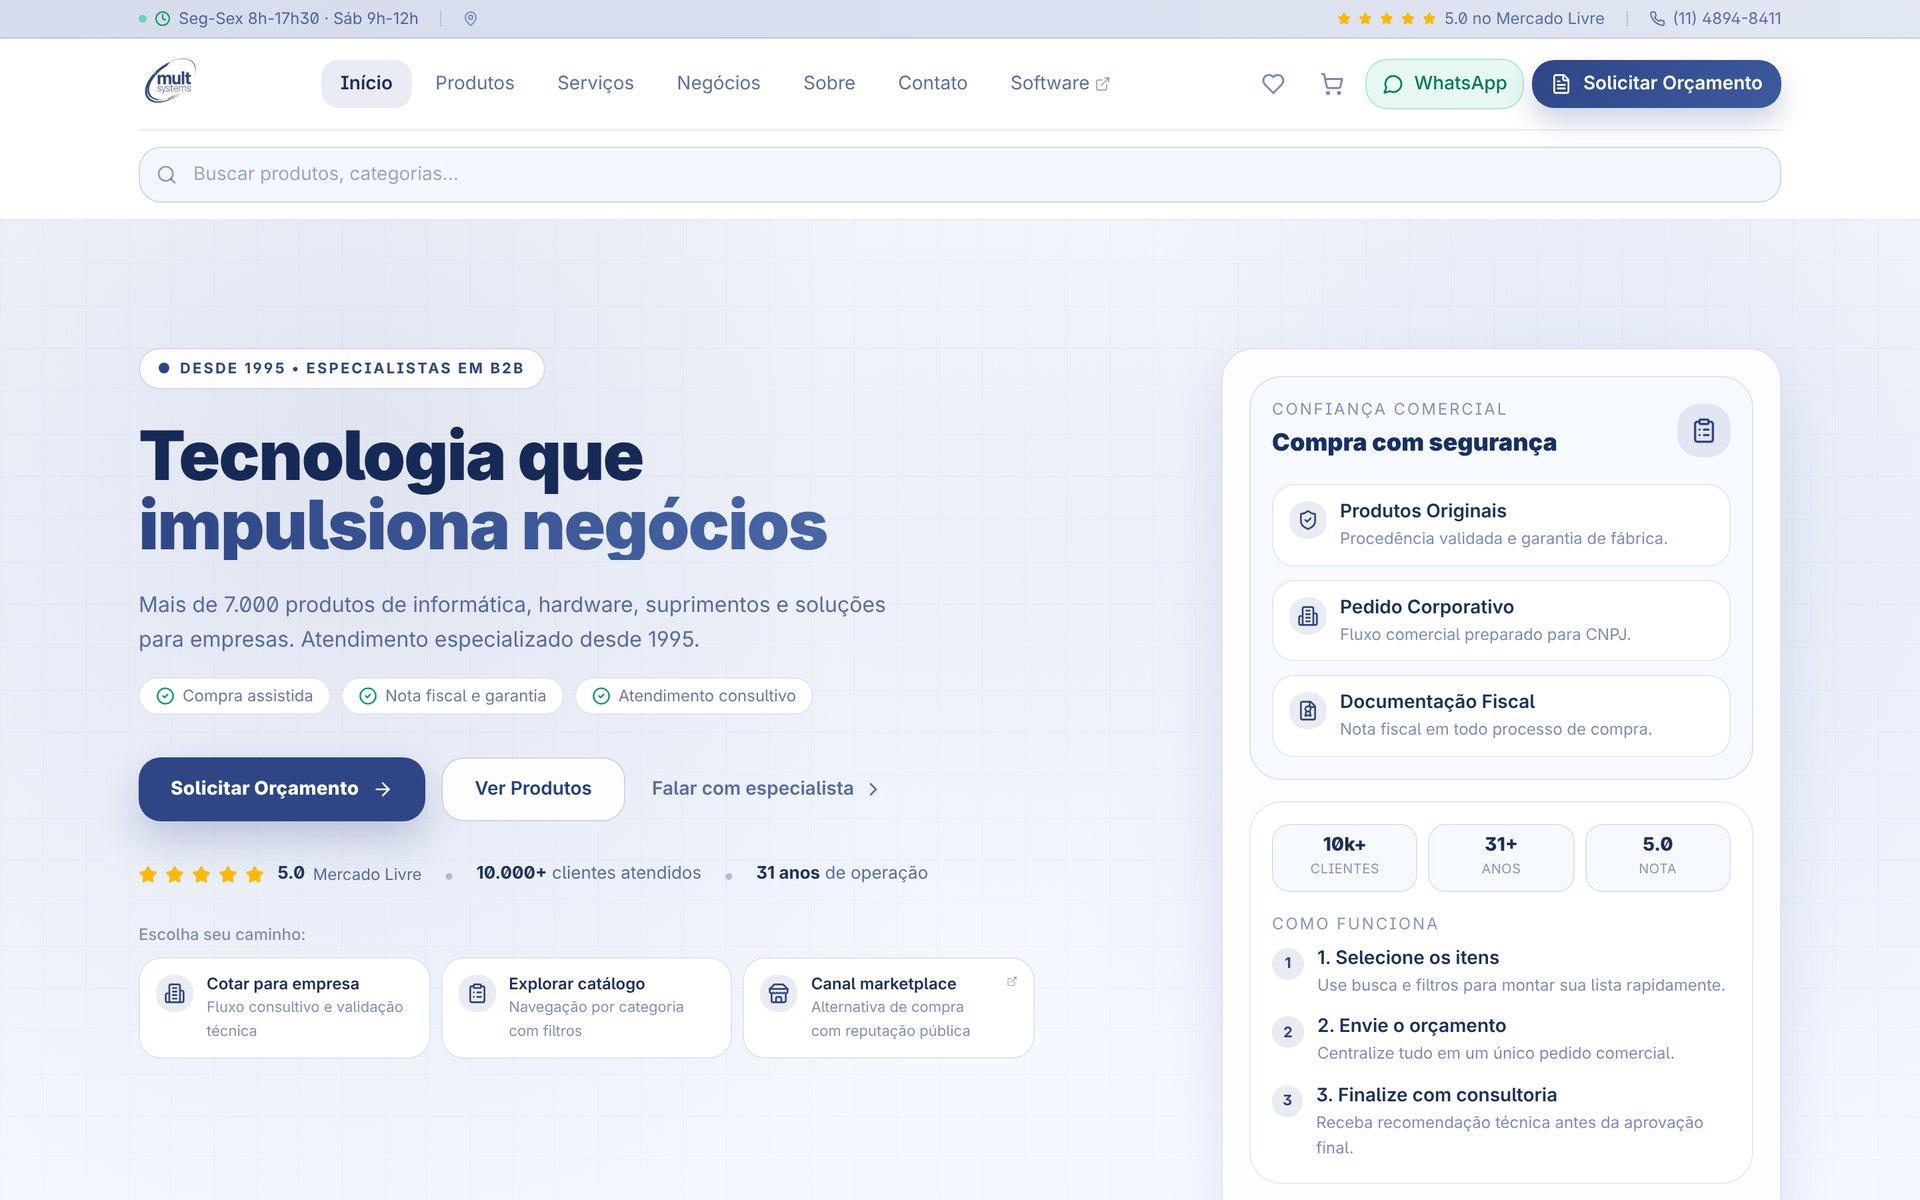 Seg-Sex 8h-17h30 · Sáb 9h-12h
5.0 no Mercado Livre
(11) 4894-8411
mult
systems
Início
Produtos
Serviços
Negócios
Sobre
Contato
Software
WhatsApp
Solicitar Orçamento
Buscar produtos, categorias...
DESDE 1995 • ESPECIALISTAS EM B2B
Tecnologia que
impulsiona negócios
Mais de 7.000 produtos de informática, hardware, suprimentos e soluções
para empresas. Atendimento especializado desde 1995.
Compra assistida
Nota fiscal e garantia
Atendimento consultivo
Solicitar Orçamento
Ver Produtos
Falar com especialista
5.0 Mercado Livre
10.000+ clientes atendidos
31 anos de operação
Escolha seu caminho:
Cotar para empresa
Fluxo consultivo e validação
técnica
Explorar catálogo
Navegação por categoria
com filtros
Canal marketplace
Alternativa de compra
com reputação pública
CONFIANÇA COMERCIAL
Compra com segurança
Produtos Originais
Procedência validada e garantia de fábrica.
Pedido Corporativo
Fluxo comercial preparado para CNPJ.
Documentação Fiscal
Nota fiscal em todo processo de compra.
10k+
CLIENTES
31+
ANOS
5.0
NOTA
COMO FUNCIONA
1
1. Selecione os itens
Use busca e filtros para montar sua lista rapidamente.
2
2. Envie o orçamento
Centralize tudo em um único pedido comercial.
3
3. Finalize com consultoria
Receba recomendação técnica antes da aprovação
final.